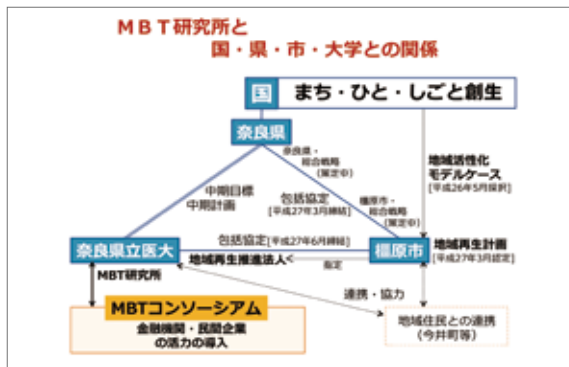 MBT研究所と
国・県・市・大学との関係
国 まち・ひと・しごと創生
奈良県
奈良県・
総合戦略
(策定中)
地域活性化
モデルケース
[平成26年5月採択]
中期目標
中期計画
包括協定
[平成27年3月締結]
橿原市・
総合戦略
(策定中)
奈良県立医大
包括協定[平成27年6月締結]
橿原市
地域再生計画
[平成27年3月認定]
地域再生推進法人<
指定
MBT研究所
連携・協力
MBTコンソーシアム
金融機関・民間企業
の活力の導入
地域住民との連携
(今井町等)